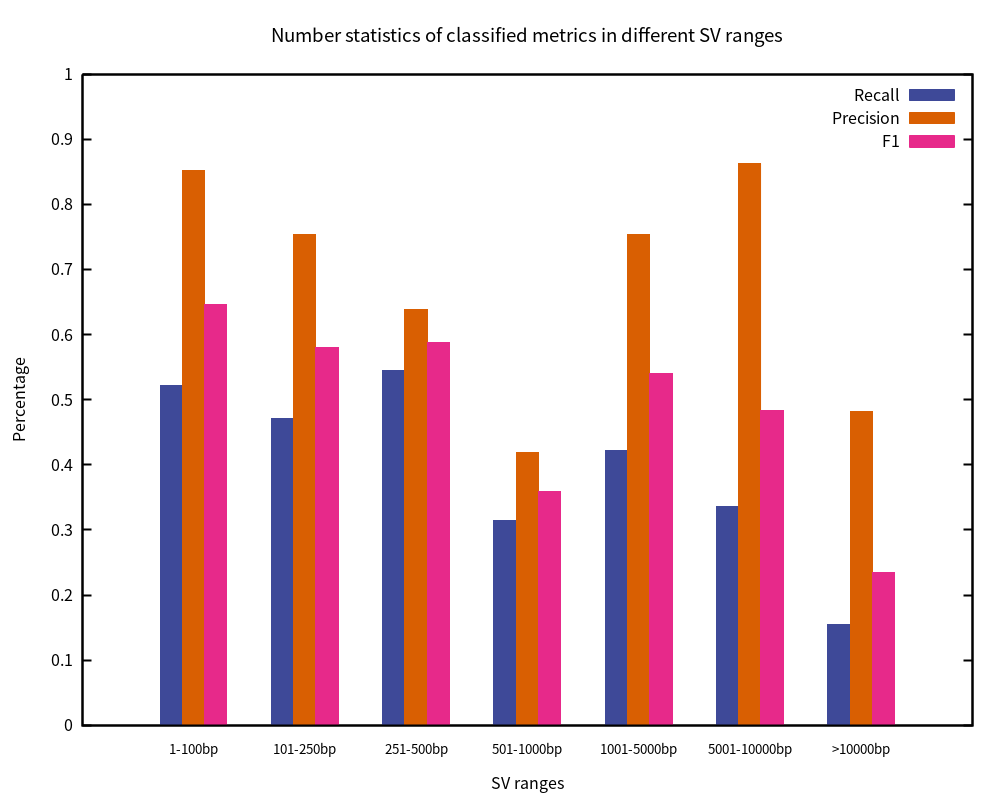 Number statistics of classified metrics in different SV ranges
1
Recall
0.9
Precision
F1
0.8
0.7
0.6
0.5
0.4
0.3
0.2
0.1
0
Percentage
1-100bp 101-250bp 251-500bp 501-1000bp 1001-5000bp 5001-10000bp >10000bp
SV ranges